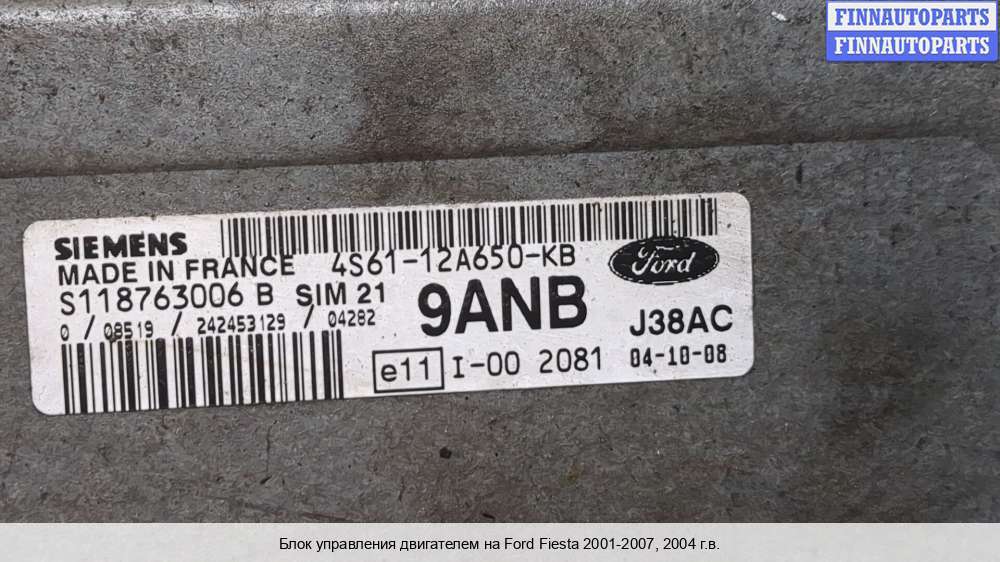 FINNAUTOPARTS
FINNAUTOPARTS
SIEMENS
MADE IN FRANCE 4S61-12A650-KB
Ford
S118763006 B SIM 21 9ANB J38AC
0 / 08519 / 242453129 / 04282
e11 I-00 2081 04-10-08
Блок управления двигателем на Ford Fiesta 2001-2007, 2004 г.в.